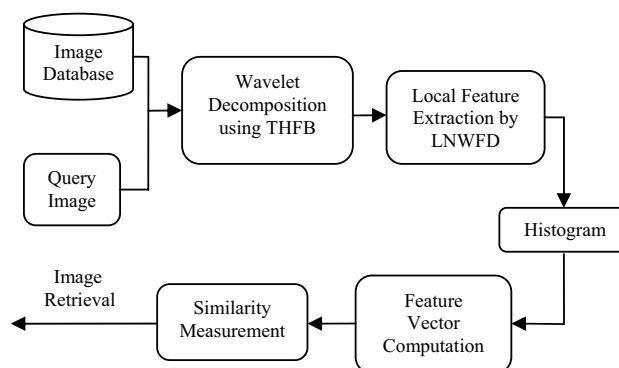 Image
Database
Wavelet
Decomposition
using THFB
Local Feature
Extraction by
LNWFD
Query
Image
Histogram
Image
Retrieval
Similarity
Measurement
Feature
Vector
Computation